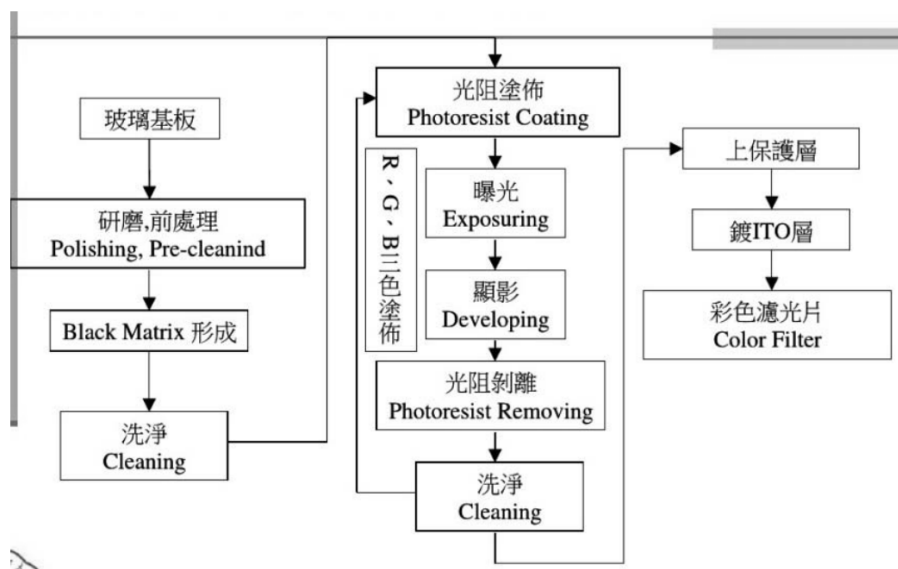 玻璃基板
研磨,前處理
Polishing, Pre-cleanind
Black Matrix 形成
洗淨
Cleaning
光阻塗佈
Photoresist Coating
R、G、B三色塗佈
曝光
Exposuring
顯影
Developing
光阻剝離
Photoresist Removing
洗淨
Cleaning
上保護層
鍍ITO層
彩色濾光片
Color Filter